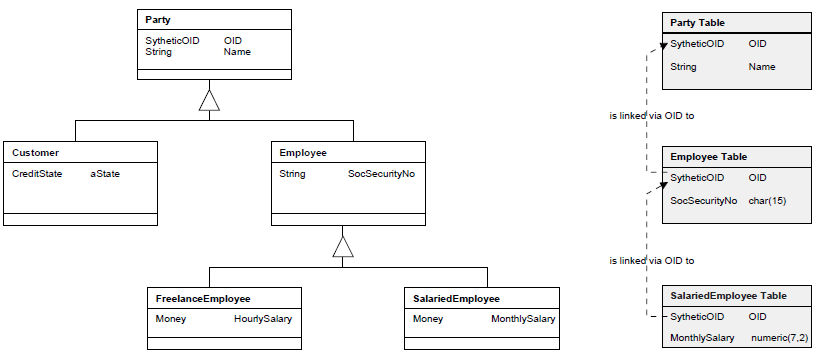 Party
SytheticOID OID
String Name
Customer
CreditState aState
Employee
String SocSecurityNo
FreelanceEmployee
Money HourlySalary
SalariedEmployee
Money MonthlySalary
Party Table
SytheticOID OID
String Name
is linked via OID to
Employee Table
SytheticOID OID
SocSecurityNo char(15)
is linked via OID to
SalariedEmployee Table
SytheticOID OID
MonthlySalary numeric(7,2)